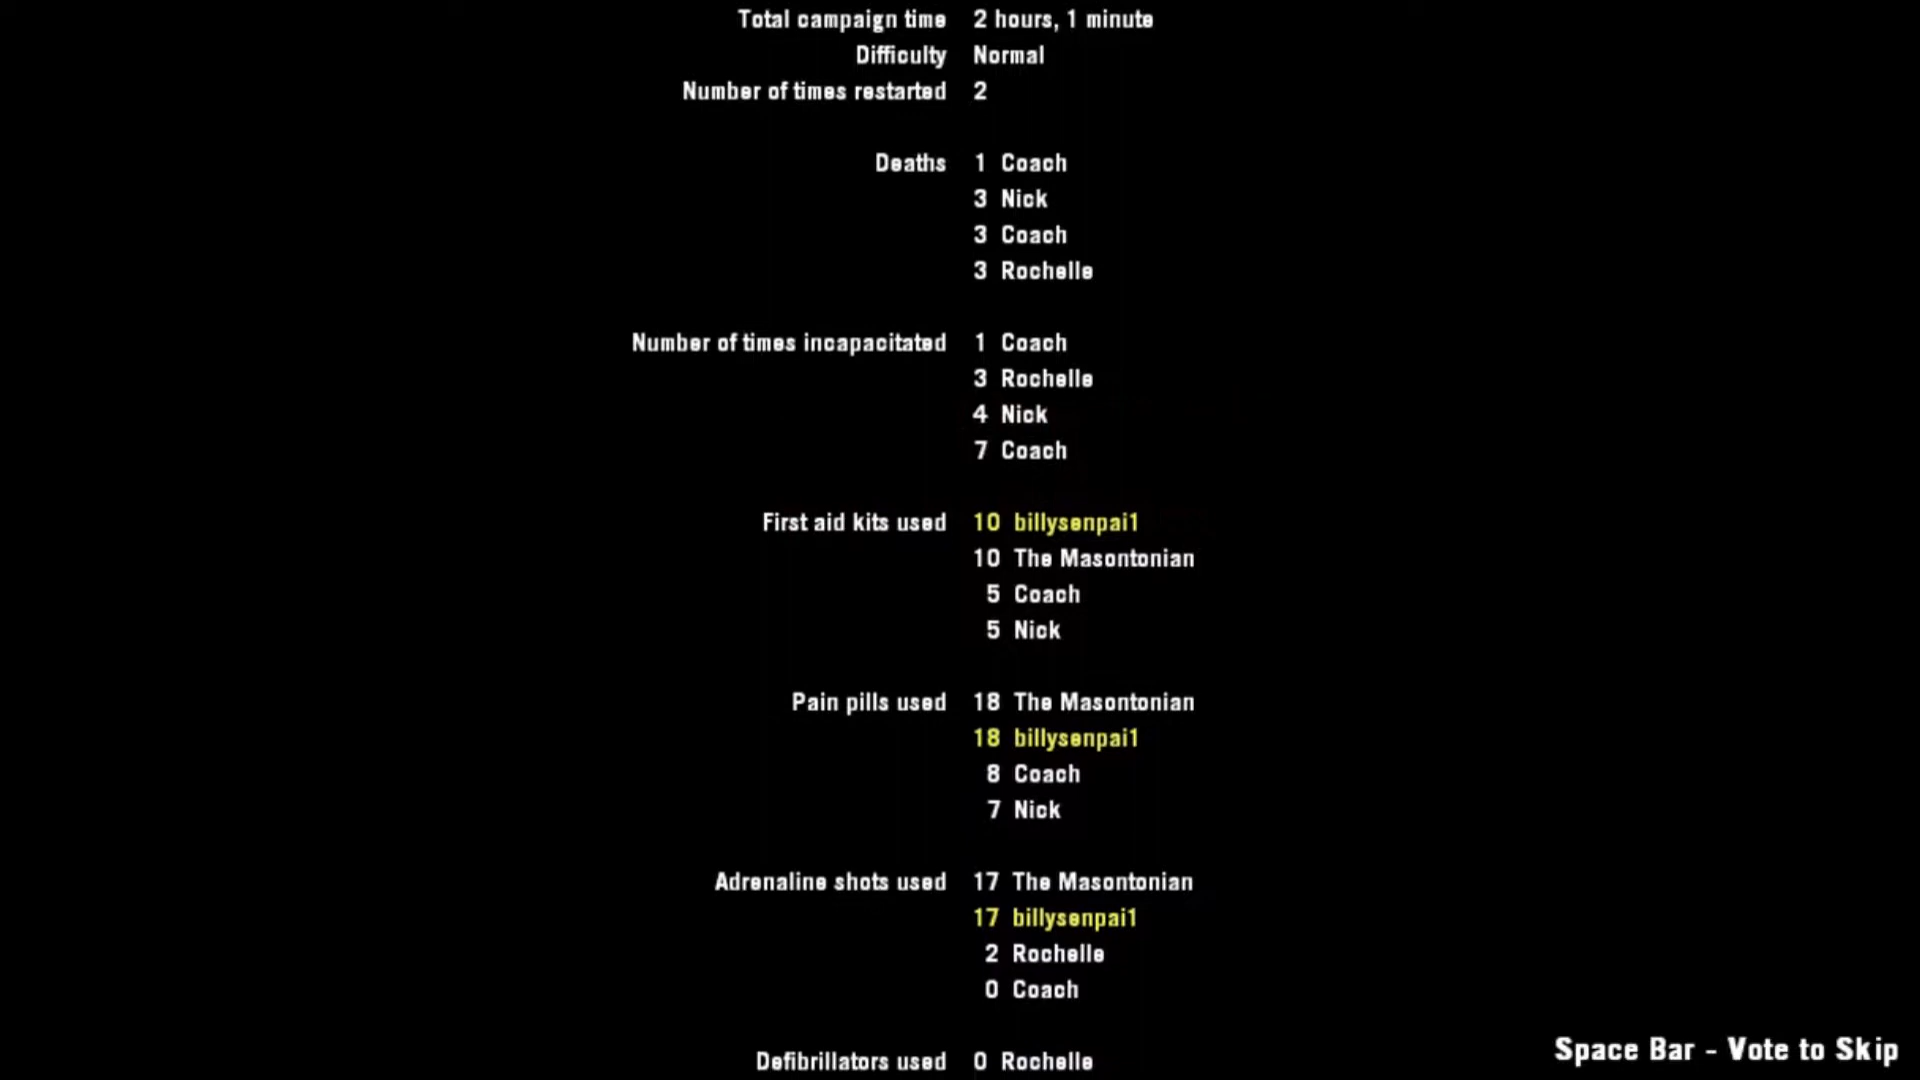 Total campaign time 2 hours, 1 minute
Difficulty Normal
Number of times restarted 2
Deaths 1 Coach
3 Nick
3 Coach
3 Rochelle
Number of times incapacitated 1 Coach
3 Rochelle
4 Nick
7 Coach
First aid kits used 10 billysenpai1
10 The Masontonian
5 Coach
5 Nick
Pain pills used 18 The Masontonian
18 billysenpai1
8 Coach
7 Nick
Adrenaline shots used 17 The Masontonian
17 billysenpai1
2 Rochelle
0 Coach
Defibrillators used 0 Rochelle
Space Bar - Vote to Skip